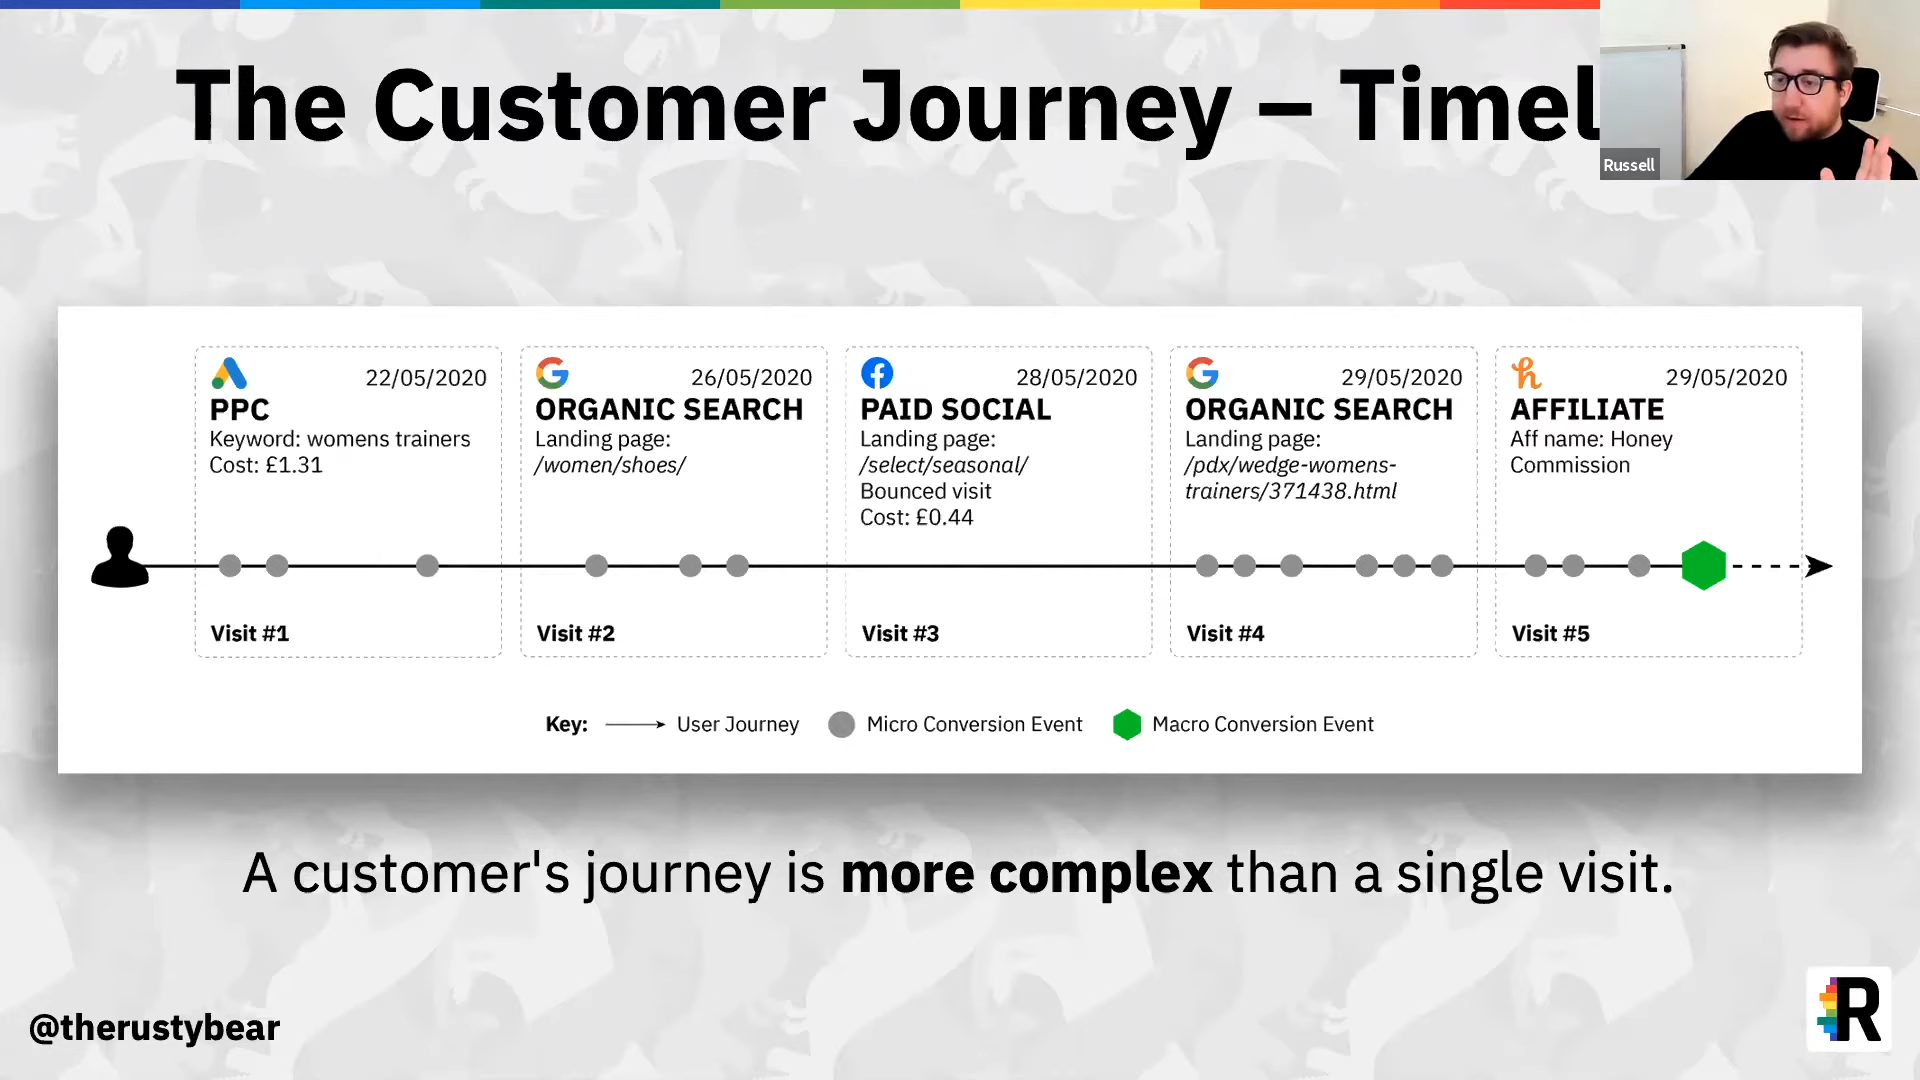 The Customer Journey – Timel
Russell
PPC
22/05/2020
Keyword: womens trainers
Cost: £1.31
Visit #1
ORGANIC SEARCH
26/05/2020
Landing page:
/women/shoes/
Visit #2
PAID SOCIAL
28/05/2020
Landing page:
/select/seasonal/
Bounced visit
Cost: £0.44
Visit #3
ORGANIC SEARCH
29/05/2020
Landing page:
/pdx/wedge-womens-
trainers/371438.html
Visit #4
AFFILIATE
29/05/2020
Aff name: Honey
Commission
Visit #5
Key: User Journey Micro Conversion Event Macro Conversion Event
A customer's journey is more complex than a single visit.
@therustybear
R